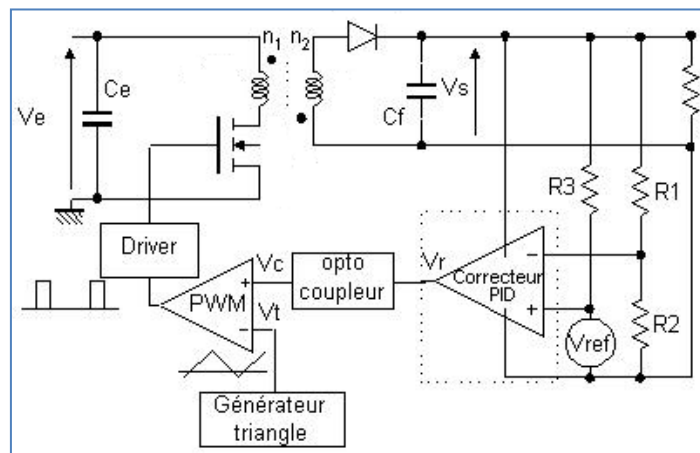 n1 n2
Ve
Ce
Cf
Vs
R3
R1
Driver
Vc
opto
coupleur
Vr
Correcteur
PID
PWM
Vt
R2
Vref
Générateur
triangle